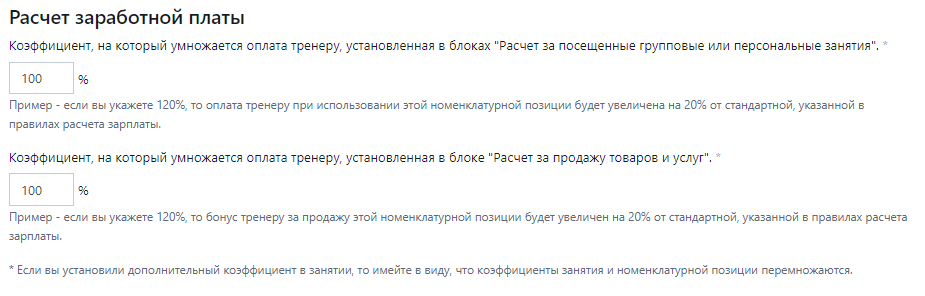 Расчет заработной платы
Коэффициент, на который умножается оплата тренеру, установленная в блоках "Расчет за посещенные групповые или персональные занятия". *
100 %
Пример - если вы укажете 120%, то оплата тренеру при использовании этой номенклатурной позиции будет увеличена на 20% от стандартной, указанной в
правилах расчета зарплаты.
Коэффициент, на который умножается оплата тренеру, установленная в блоке "Расчет за продажу товаров и услуг". *
100 %
Пример - если вы укажете 120%, то бонус тренеру за продажу этой номенклатурной позиции будет увеличен на 20% от стандартной, указанной в правилах расчета
зарплаты.
* Если вы установили дополнительный коэффициент в занятии, то имейте в виду, что коэффициенты занятия и номенклатурной позиции перемножаются.